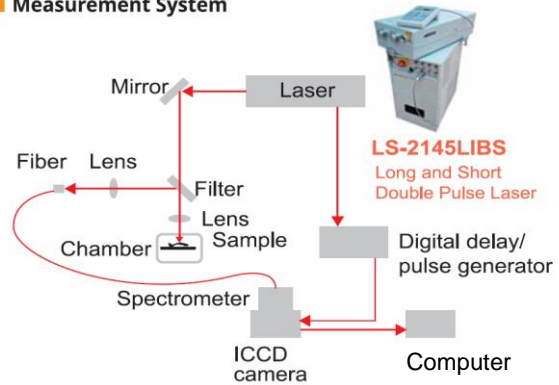 Measurement System
Mirror
Laser
LS-2145LIBS
Long and Short
Double Pulse Laser
Fiber
Lens
Filter
Lens
Sample
Chamber
Digital delay/
pulse generator
Spectrometer
ICCD
camera
Computer